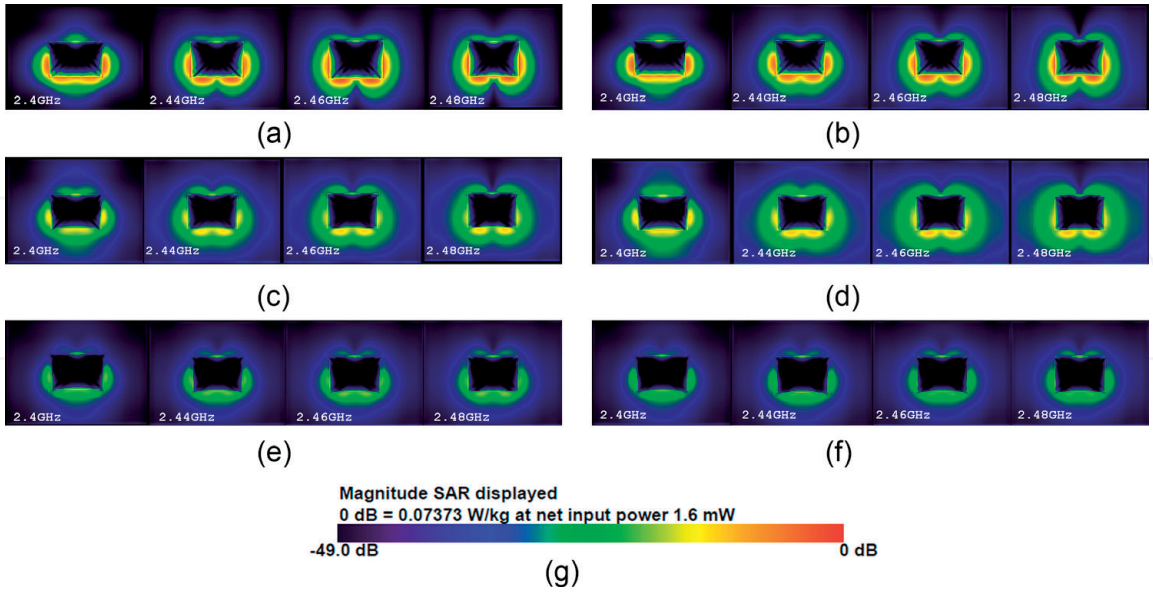 2.4GHz 2.44GHz 2.46GHz 2.48GHz
2.4GHz 2.44GHz 2.46GHz 2.48GHz
(a)
(b)
2.4GHz 2.44GHz 2.46GHz 2.48GHz
2.4GHz 2.44GHz 2.46GHz 2.48GHz
(c)
(d)
2.4GHz 2.44GHz 2.46GHz 2.48GHz
2.4GHz 2.44GHz 2.46GHz 2.48GHz
(e)
(f)
Magnitude SAR displayed
0 dB = 0.07373 W/kg at net input power 1.6 mW
-49.0 dB 0 dB
(g)